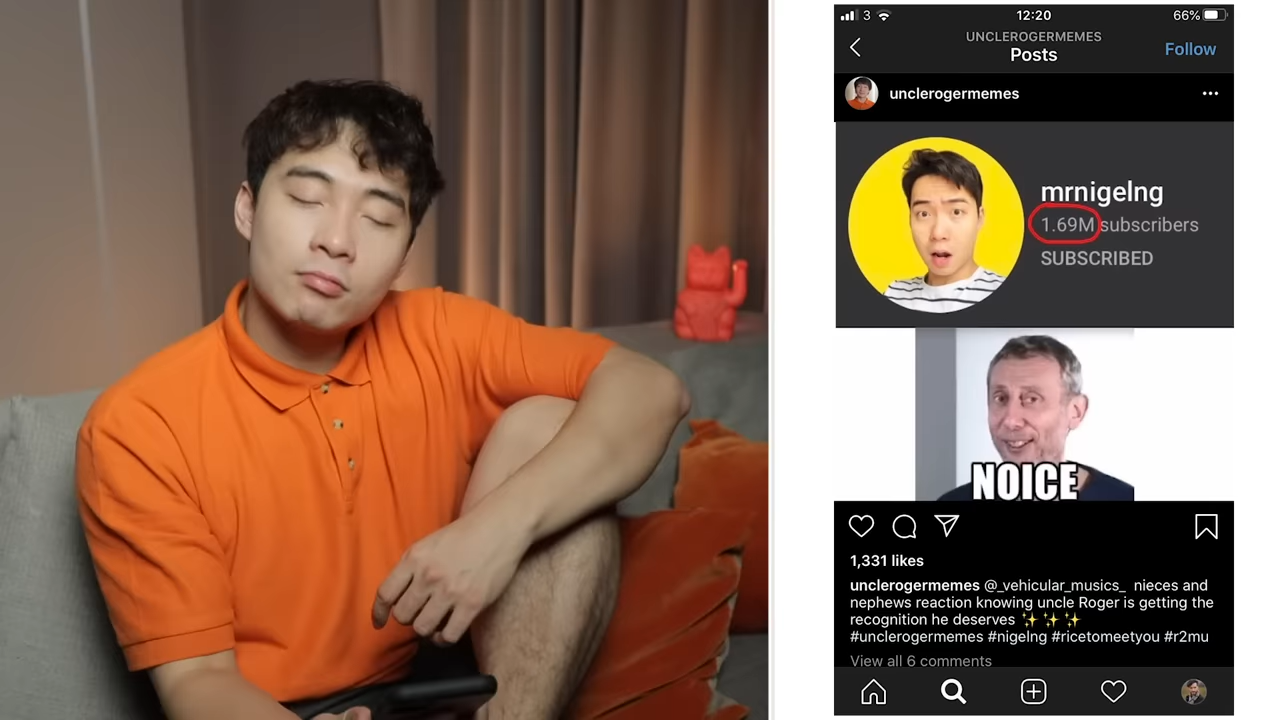 3
12:20
66%
UNCLEROGERMEMES
Posts
Follow
unclerogermemes
mrnigelng
1.69M subscribers
SUBSCRIBED
NOICE
1,331 likes
unclerogermemes @_vehicular_musics_ nieces and
nephews reaction knowing uncle Roger is getting the
recognition he deserves ✨ ✨ ✨
#unclerogermemes #nigelng #ricetomeetyou #r2mu
View all 6 comments